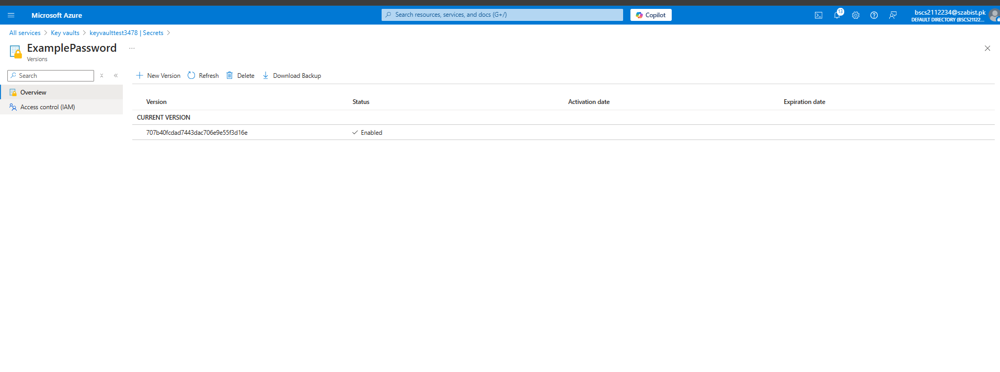 Microsoft Azure
Search resources, services, and docs (G+/)
Copilot
13
bscs2112234@szabist.pk
DEFAULT DIRECTORY (BSCS21122...
All services > Key vaults > keyvaulttest3478 | Secrets >
ExamplePassword ...
Versions
Search
New Version Refresh Delete Download Backup
Overview
Access control (IAM)
Version Status Activation date Expiration date
CURRENT VERSION
707b40fcdad7443dac706e9e55f3d16e Enabled